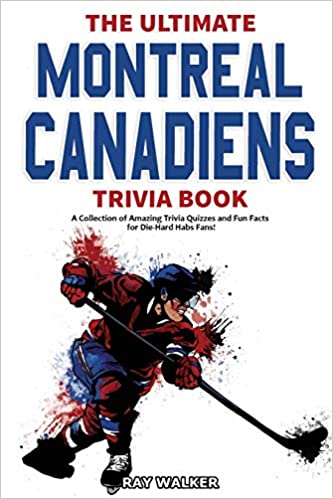 THE ULTIMATE
MONTREAL
CANADIENS
TRIVIA BOOK
A Collection of Amazing Trivia Quizzes and Fun Facts
for Die-Hard Habs Fans!
RAY WALKER